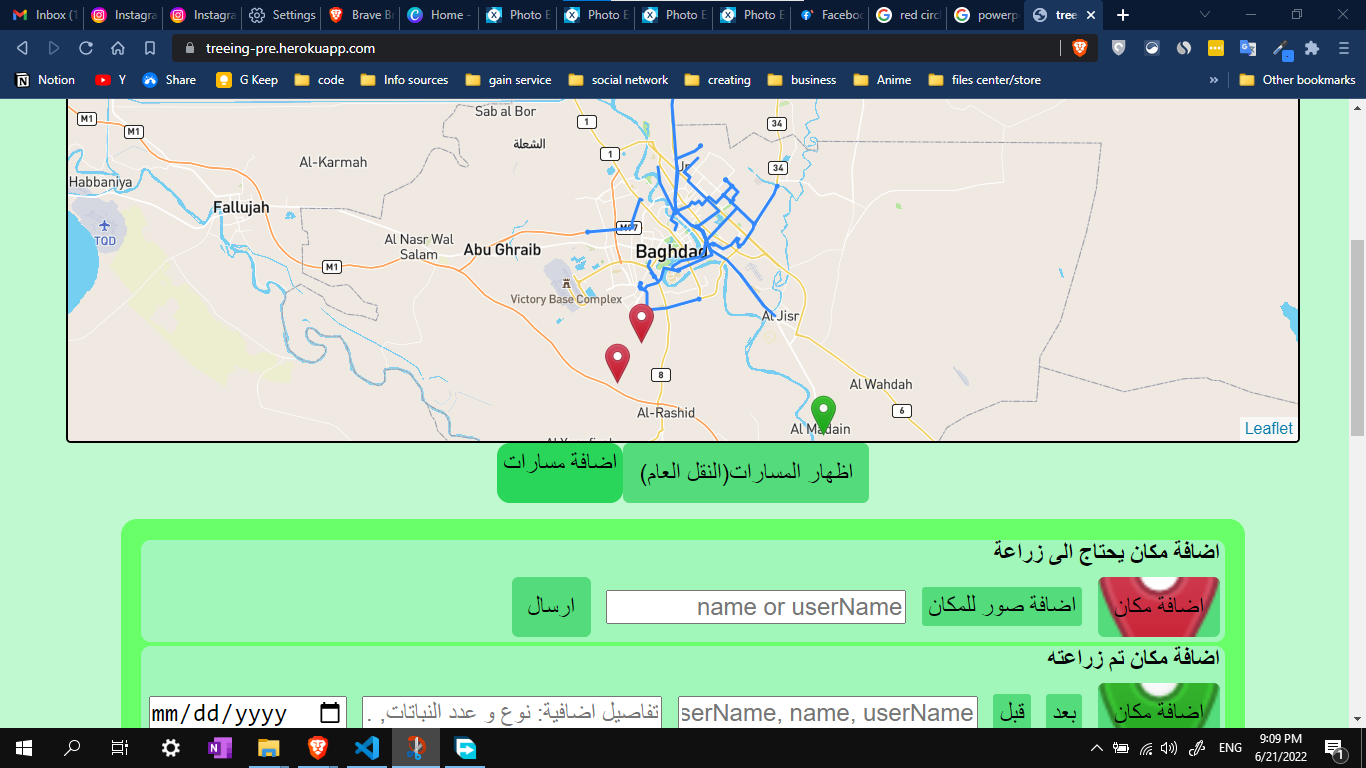 Inbox (1
Instagra
Instagra
Settings
Brave Br
Home -
Photo E
Photo E
Photo E
Photo E
Faceboo
red circ
powerp
tree
treeing-pre.herokuapp.com
Notion
Y
Share
G Keep
code
Info sources
gain service
social network
creating
business
Anime
files center/store
Other bookmarks
Sab al Bor
M1
M1
1
34
الشعلة
Al-Karmah
1
34
Habbaniya
Fallujah
TQD
Al Nasr Wal
Salam
Abu Ghraib
Baghdad
M1
Victory Base Complex
Al Jisr
8
Al Wahdah
Al-Rashid
6
Al Madain
Leaflet
اضافة مسارات
اظهار المسارات(النقل العام)
اضافة مكان يحتاج الى زراعة
اضافة مكان
اضافة صور للمكان
name or userName
ارسال
اضافة مكان تم زراعته
اضافة مكان
بعد
قبل
serName, name, userName
تفاصيل اضافية: نوع و عدد النباتات, .
mm/dd/yyyy
ENG
9:09 PM
6/21/2022
1